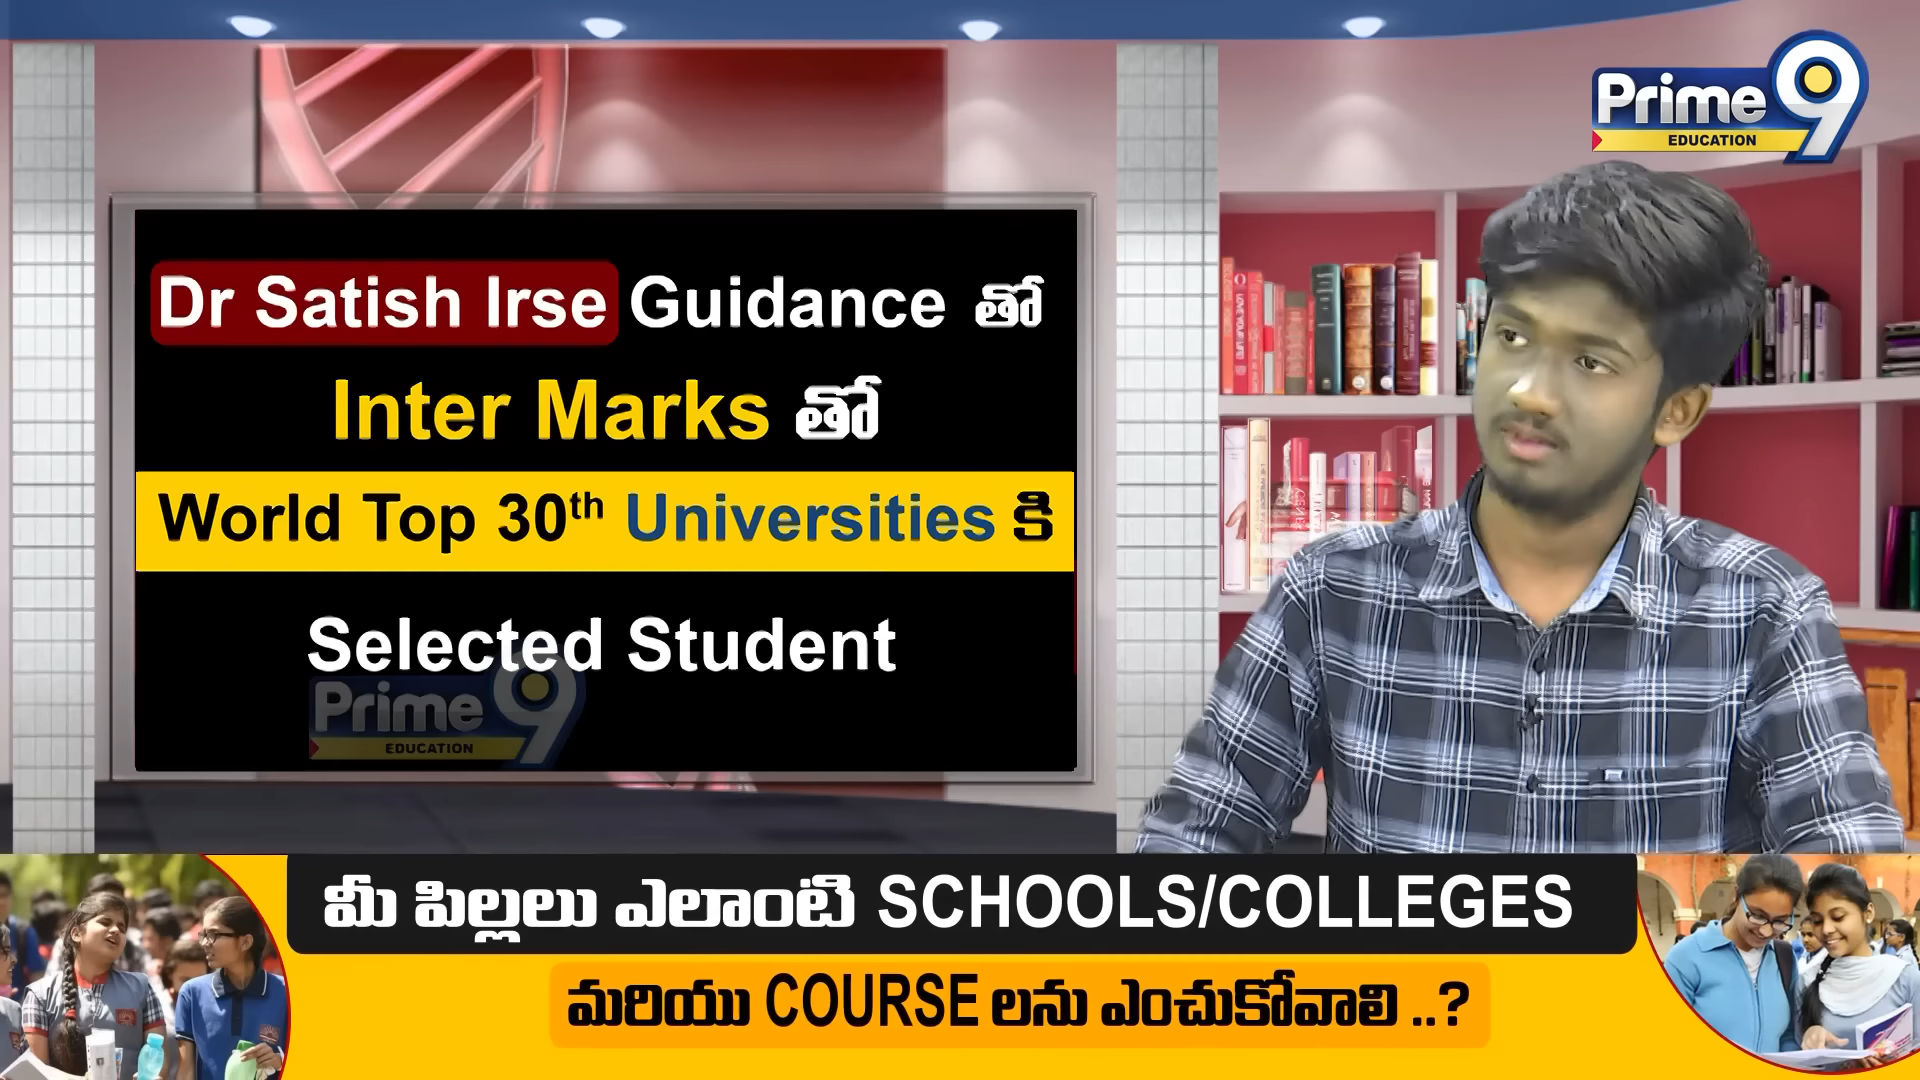 Prime9
EDUCATION
Dr Satish Irse Guidance తో
Inter Marks తో
World Top 30th Universities కి
Selected Student
Prime9
EDUCATION
మీ పిల్లలు ఎలాంటి SCHOOLS/COLLEGES
మరియు COURSE లను ఎంచుకోవాలి ..?